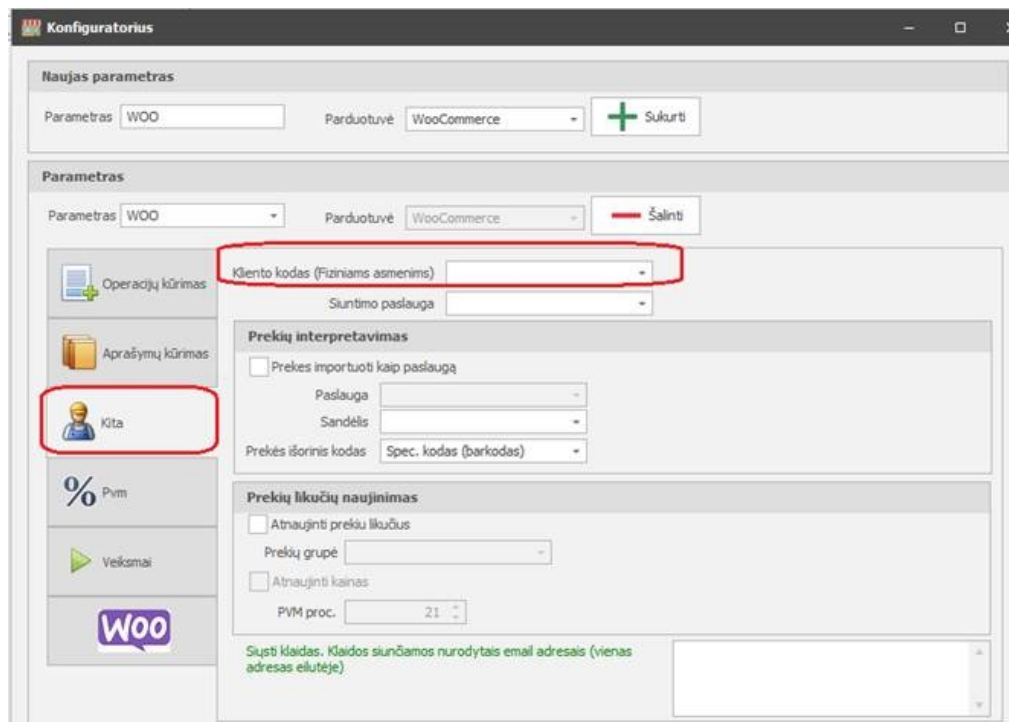 Konfiguratorius
Naujas parametras
Parametras WOO Parduotuvė WooCommerce Sukurti
Parametras
Parametras WOO Parduotuvė WooCommerce Šalinti
Operacijų kūrimas
Aprašymų kūrimas
Kita
% Pvm
Veiksmai
Woo
Kliento kodas (Fiziniams asmenims)
Siuntimo paslauga
Prekių interpretavimas
Prekes importuoti kaip paslaugą
Paslauga
Sandėlis
Prekės išorinis kodas Spec. kodas (barkodas)
Prekių likučių naujinimas
Atnaujinti prekiu likučius
Prekių grupė
Atnaujinti kainas
PVM proc. 21
Siųsti klaidas. Klaidos siunčiamos nurodytais email adresais (vienas
adresas eilutėje)